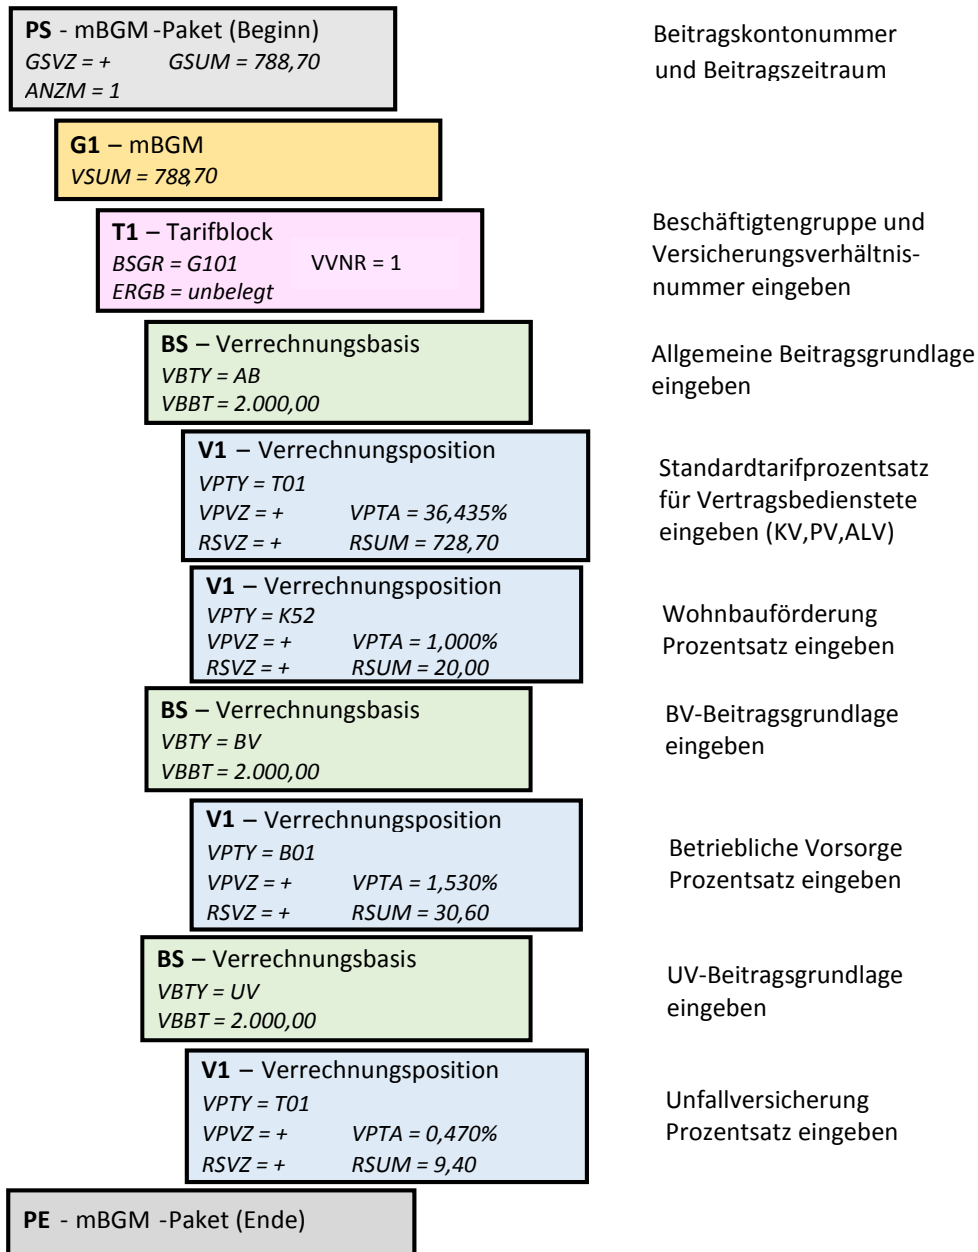 PS - mBGM -Paket (Beginn)
GSVZ = + GSUM = 788,70
ANZM = 1
Beitragskontonummer
und Beitragszeitraum
G1 – mBGM
VSUM = 788,70
T1 – Tarifblock
BSGR = G101 VVNR = 1
ERGB = unbelegt
Beschäftigtengruppe und
Versicherungsverhältnis-
nummer eingeben
BS – Verrechnungsbasis
VBTY = AB
VBBT = 2.000,00
Allgemeine Beitragsgrundlage
eingeben
V1 – Verrechnungsposition
VPTY = T01
VPVZ = + VPTA = 36,435%
RSVZ = + RSUM = 728,70
Standardtarifprozentsatz
für Vertragsbedienstete
eingeben (KV,PV,ALV)
V1 – Verrechnungsposition
VPTY = K52
VPVZ = + VPTA = 1,000%
RSVZ = + RSUM = 20,00
Wohnbauförderung
Prozentsatz eingeben
BS – Verrechnungsbasis
VBTY = BV
VBBT = 2.000,00
BV-Beitragsgrundlage
eingeben
V1 – Verrechnungsposition
VPTY = B01
VPVZ = + VPTA = 1,530%
RSVZ = + RSUM = 30,60
Betriebliche Vorsorge
Prozentsatz eingeben
BS – Verrechnungsbasis
VBTY = UV
VBBT = 2.000,00
UV-Beitragsgrundlage
eingeben
V1 – Verrechnungsposition
VPTY = T01
VPVZ = + VPTA = 0,470%
RSVZ = + RSUM = 9,40
Unfallversicherung
Prozentsatz eingeben
PE - mBGM -Paket (Ende)